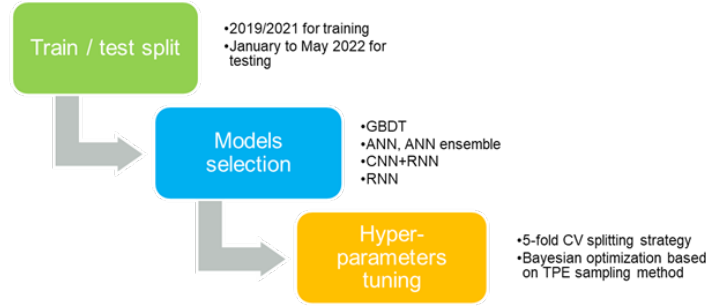 Train / test split
•2019/2021 for training
•January to May 2022 for
testing
Models
selection
•GBDT
•ANN, ANN ensemble
•CNN+RNN
•RNN
Hyper-
parameters
tuning
•5-fold CV splitting strategy
•Bayesian optimization based
on TPE sampling method